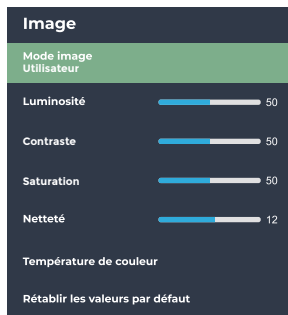 Image
Mode image
Utilisateur
Luminosité 50
Contraste 50
Saturation 50
Netteté 12
Température de couleur
Rétablir les valeurs par défaut